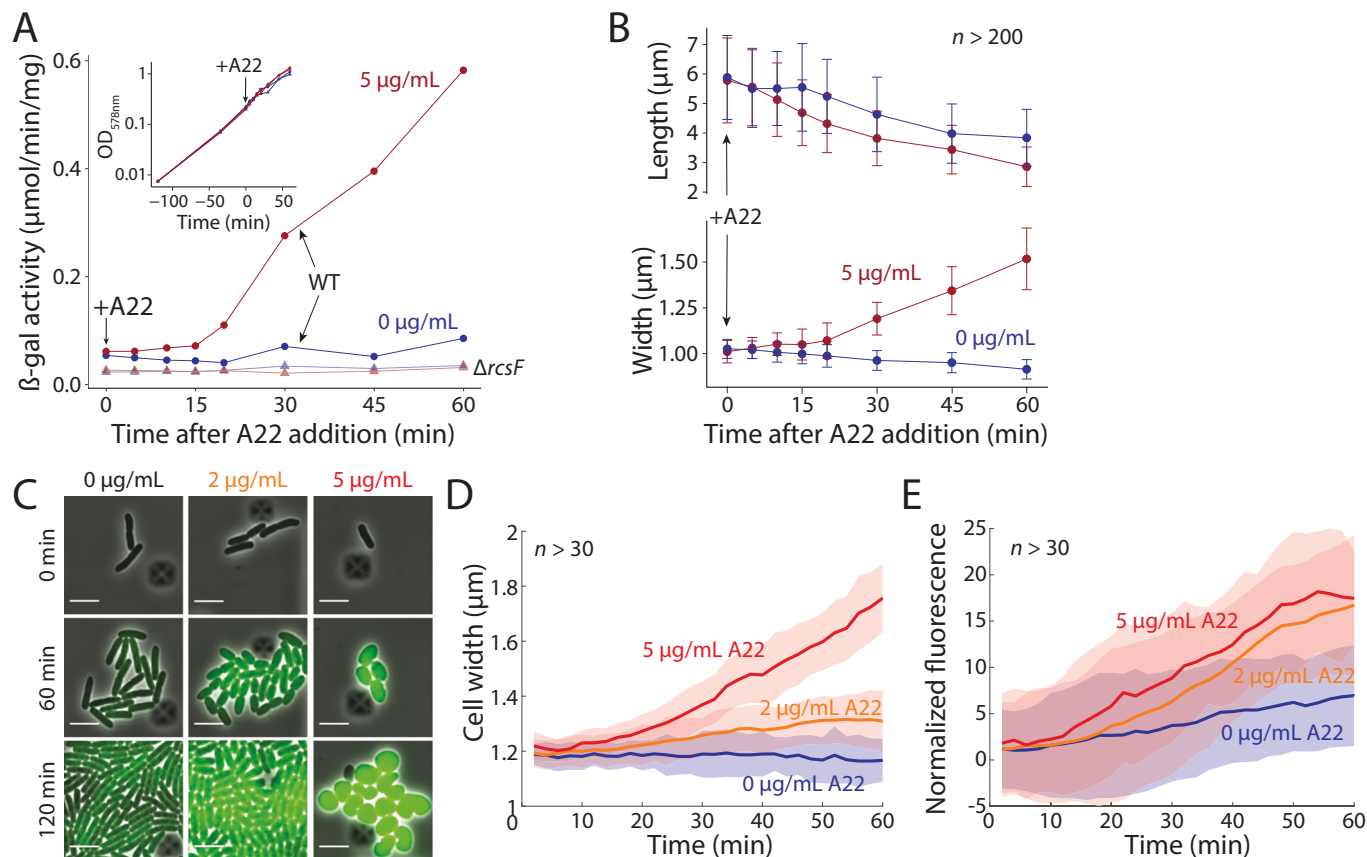 A
ß-gal activity (µmol/min/mg)
0.6
0.4
0.2
0.0
OD578nm
1
0.1
0.01
+A22
−100
−50
0
50
Time (min)
5 µg/mL
WT
+A22
0 µg/mL
ΔrcsF
0
15
30
45
60
Time after A22 addition (min)
B
n > 200
Length (µm)
7
6
5
4
3
2
+A22
Width (µm)
1.50
1.25
1.00
5 µg/mL
0 µg/mL
0
15
30
45
60
Time after A22 addition (min)
C
0 µg/mL
2 µg/mL
5 µg/mL
0 min
60 min
120 min
D
n > 30
Cell width (µm)
2
1.8
1.6
1.4
1.2
1
5 µg/mL A22
2 µg/mL A22
0 µg/mL A22
0
10
20
30
40
50
60
Time (min)
E
n > 30
Normalized fluorescence
25
20
15
10
5
0
-5
5 µg/mL A22
2 µg/mL A22
0 µg/mL A22
0
10
20
30
40
50
60
Time (min)